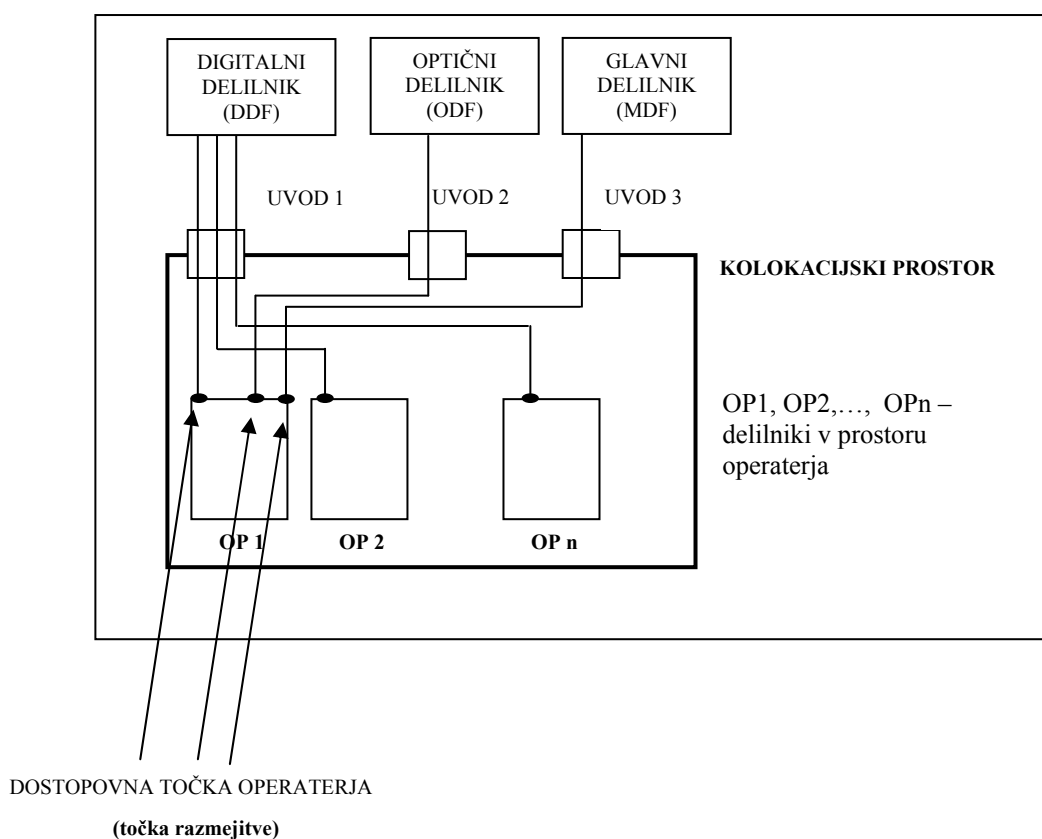 DIGITALNI
DELILNIK
(DDF)
OPTIČNI
DELILNIK
(ODF)
GLAVNI
DELILNIK
(MDF)
UVOD 1
UVOD 2
UVOD 3
KOLOKACIJSKI PROSTOR
OP1, OP2,…, OPn –
delilniki v prostoru
operaterja
OP 1
OP 2
OP n
DOSTOPOVNA TOČKA OPERATERJA
(točka razmejitve)